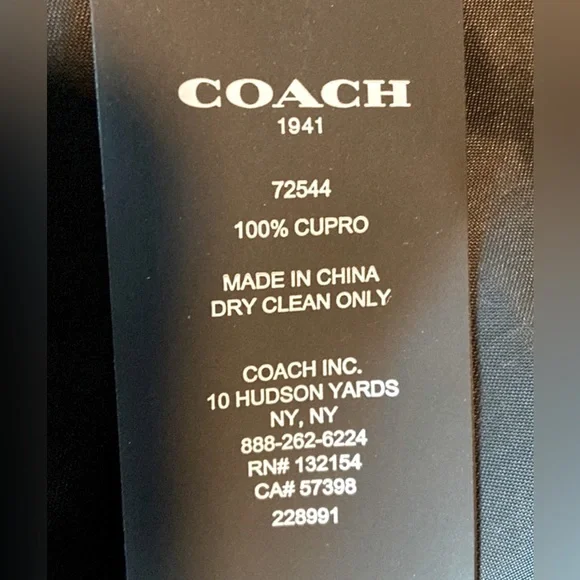 COACH
1941
72544
100% CUPRO
MADE IN CHINA
DRY CLEAN ONLY
COACH INC.
10 HUDSON YARDS
NY, NY
888-262-6224
RN# 132154
CA# 57398
228991